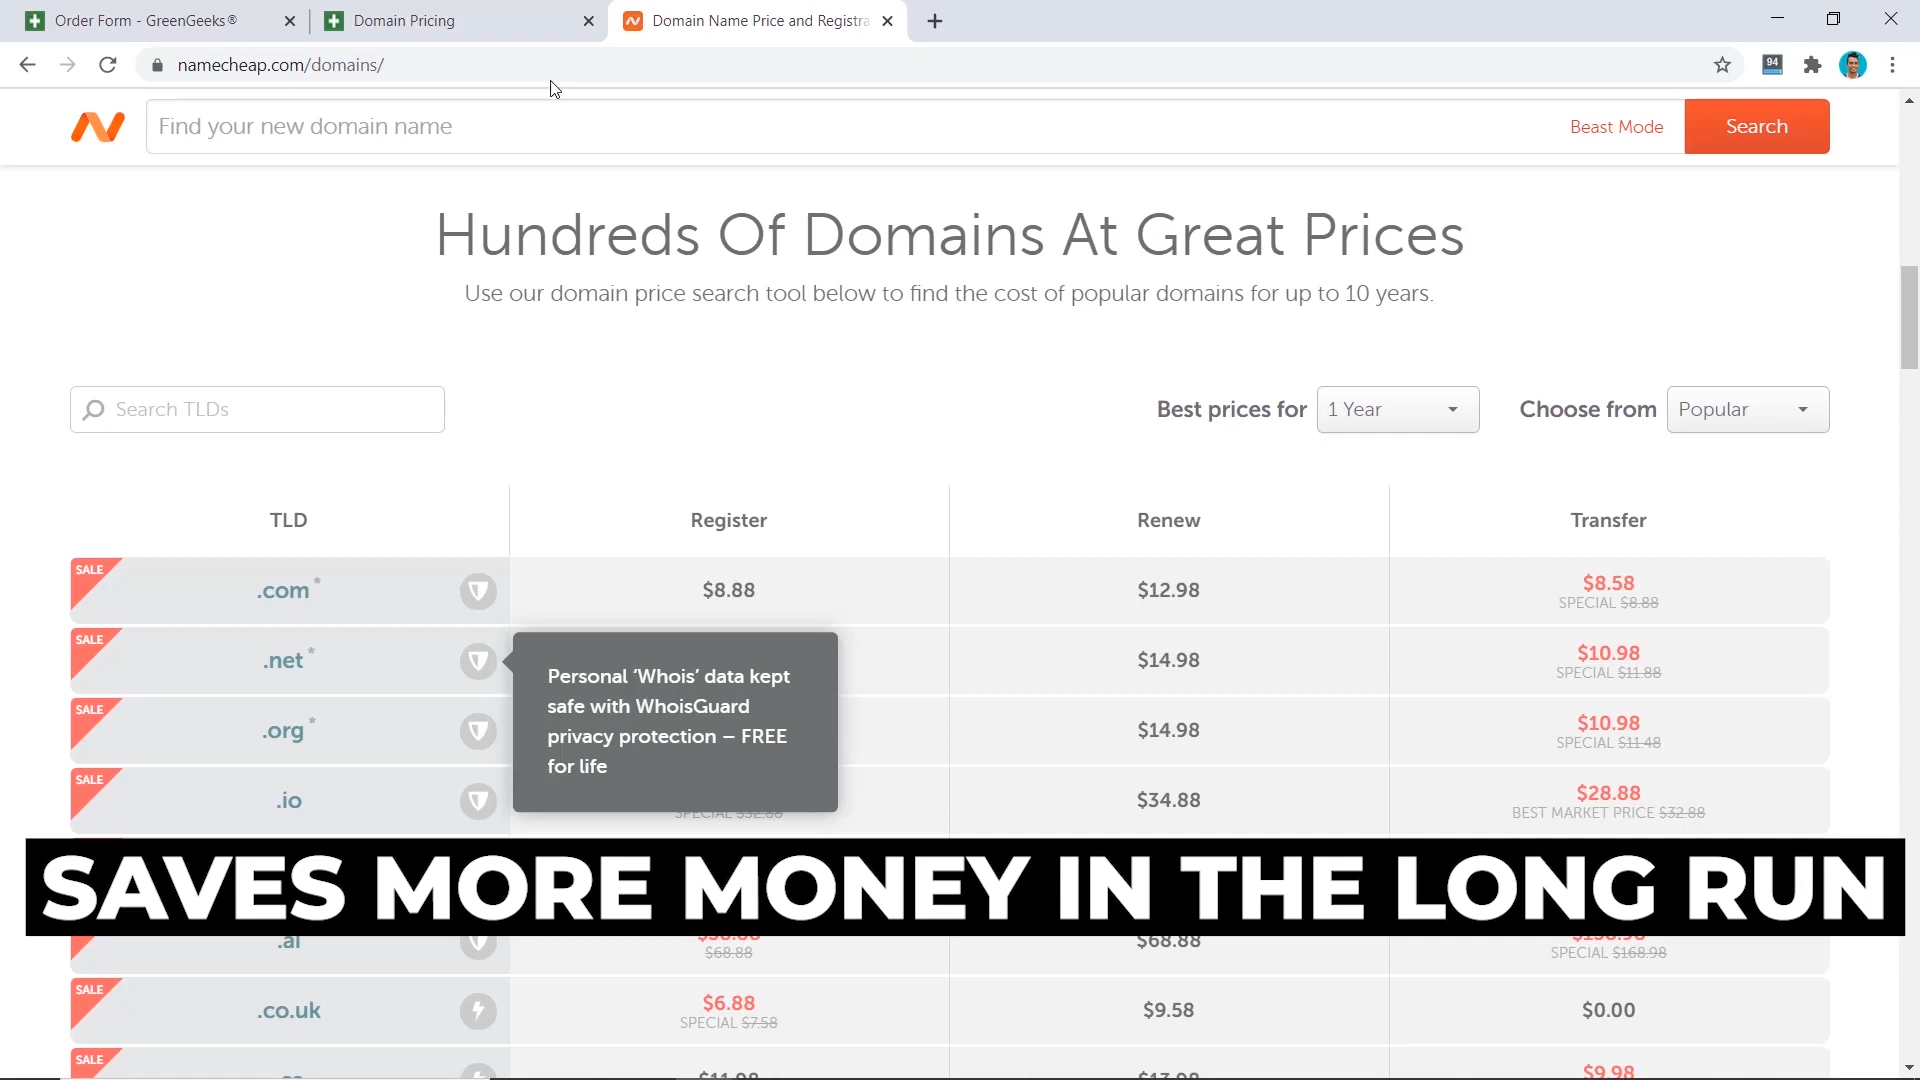 Order Form - GreenGeeks®
Domain Pricing
Domain Name Price and Registra
namecheap.com/domains/
94
Find your new domain name
Beast Mode
Search
Hundreds Of Domains At Great Prices
Use our domain price search tool below to find the cost of popular domains for up to 10 years.
Search TLDs
Best prices for
1 Year
Choose from
Popular
TLD
Register
Renew
Transfer
SALE
.com *
$8.88
$12.98
$8.58
SPECIAL $8.88
SALE
.net *
$14.98
$10.98
SPECIAL $11.88
Personal ‘Whois’ data kept
safe with WhoisGuard
privacy protection – FREE
for life
SALE
.org *
$14.98
$10.98
SPECIAL $11.48
SALE
.io
SPECIAL $32.88
$34.88
$28.88
BEST MARKET PRICE $32.88
SAVES MORE MONEY IN THE LONG RUN
.ai
$68.88
$68.88
SPECIAL $168.98
SALE
.co.uk
$6.88
SPECIAL $7.58
$9.58
$0.00
SALE
$11.98
$9.98